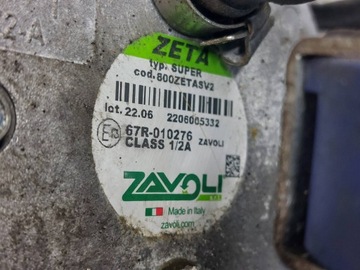 ZETA
typ. SUPER
cod. 800ZETASV2
lot. 22.06 2206005332
67R-010276
CLASS 1/2A ZAVOLI
ZAVOLI
Made in Italy
zavoli.com